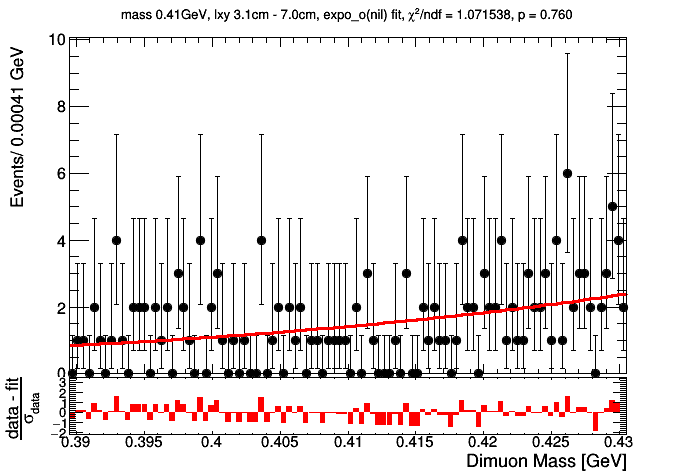 mass 0.41GeV, lxy 3.1cm - 7.0cm, expo_o(nil) fit, χ²/ndf = 1.071538, p = 0.760
Events/ 0.00041 GeV
10
8
6
4
2
0
data - fit
σdata
3
2
1
0
−1
−2
0.39 0.395 0.4 0.405 0.41 0.415 0.42 0.425 0.43
Dimuon Mass [GeV]